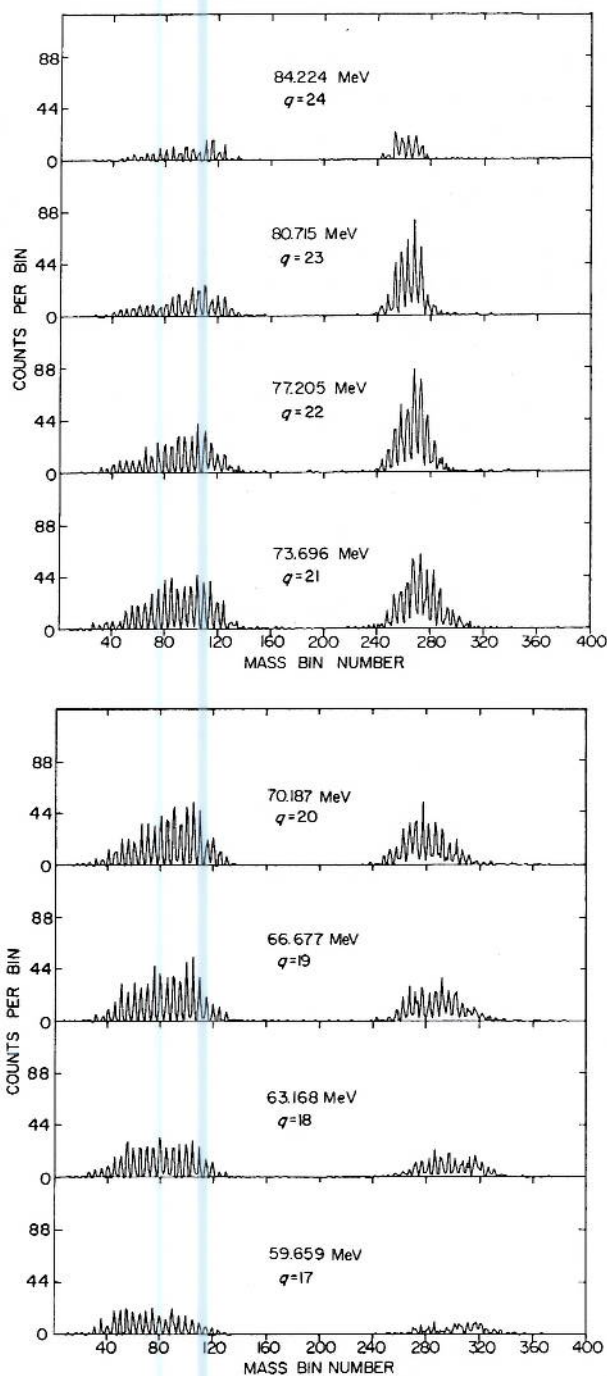 88
84.224 MeV
44
q=24
0
88
80.715 MeV
q=23
44
0
COUNTS PER BIN
88
77.205 MeV
44
q=22
0
88
73.696 MeV
44
q=21
0
40 80 120 160 200 240 280 320 400
MASS BIN NUMBER
88
70.187 MeV
44
q=20
0
88
66.677 MeV
44
q=19
0
COUNTS PER BIN
88
63.168 MeV
44
q=18
0
88
59.659 MeV
44
q=17
0
40 80 120 160 200 240 280 320 400
MASS BIN NUMBER